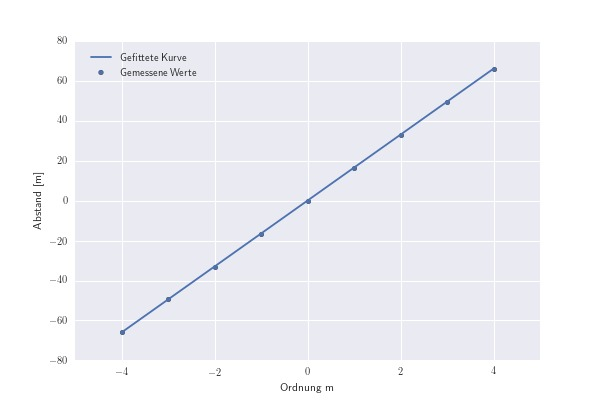 80
60
40
20
0
−20
−40
−60
−80
Abstand [m]
Gefittete Kurve
Gemessene Werte
−4 −2 0 2 4
Ordnung m